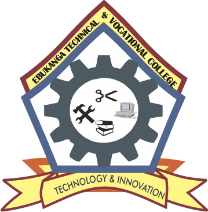 EBUKANGA TECHNICAL & VOCATIONAL COLLEGE
TECHNOLOGY & INNOVATION